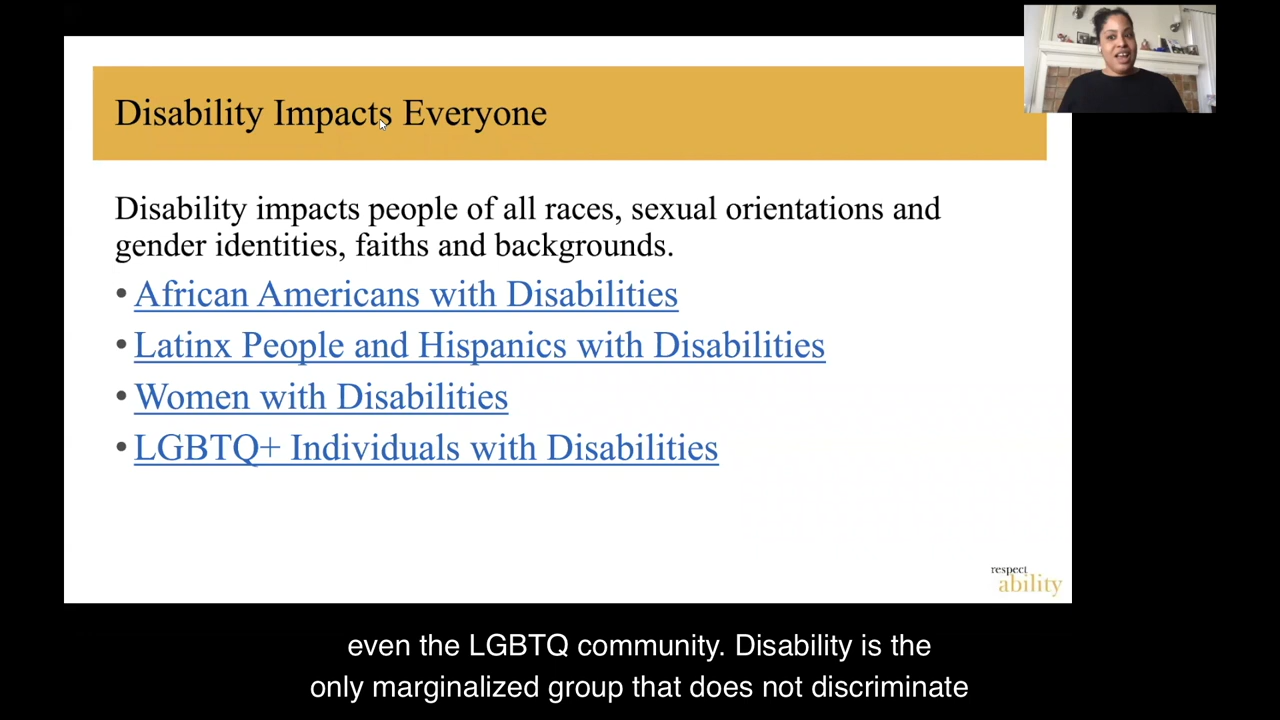 Disability Impacts Everyone
Disability impacts people of all races, sexual orientations and
gender identities, faiths and backgrounds.
• African Americans with Disabilities
• Latinx People and Hispanics with Disabilities
• Women with Disabilities
• LGBTQ+ Individuals with Disabilities
respect
ability
even the LGBTQ community. Disability is the
only marginalized group that does not discriminate